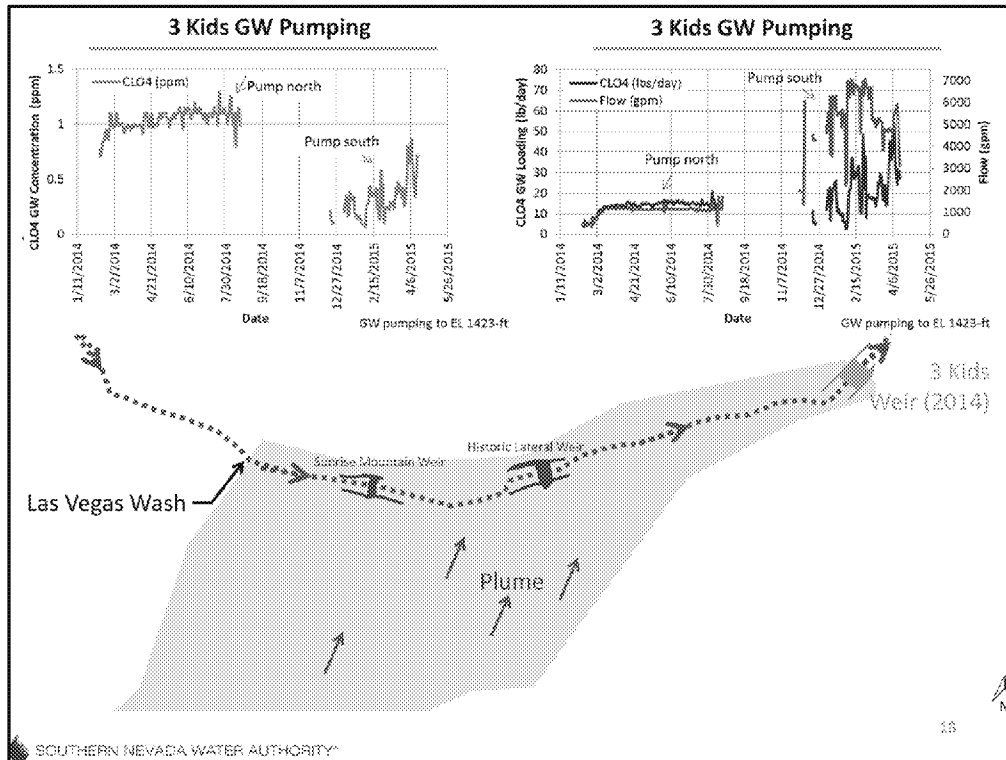 3 Kids GW Pumping
CLO4 GW Concentration (ppm)
1.5
1
0.5
0
CLO4 (ppm)
Pump north
Pump south
1/11/2014
3/2/2014
4/21/2014
6/10/2014
7/30/2014
9/18/2014
11/7/2014
12/27/2014
2/15/2015
4/6/2015
5/26/2015
Date
GW pumping to EL 1423-ft
3 Kids GW Pumping
CLO4 GW Loading (lb/day)
80
70
60
50
40
30
20
10
0
CLO4 (lbs/day)
Flow (gpm)
Pump south
Pump north
7000
6000
5000
4000
3000
2000
1000
0
Flow (gpm)
1/11/2014
3/2/2014
4/21/2014
6/10/2014
7/30/2014
9/18/2014
11/7/2014
12/27/2014
2/15/2015
4/6/2015
5/26/2015
Date
GW pumping to EL 1423-ft
3 Kids
Weir (2014)
Historic Lateral Weir
Sunrise Mountain Weir
Las Vegas Wash
Plume
N
SOUTHERN NEVADA WATER AUTHORITY